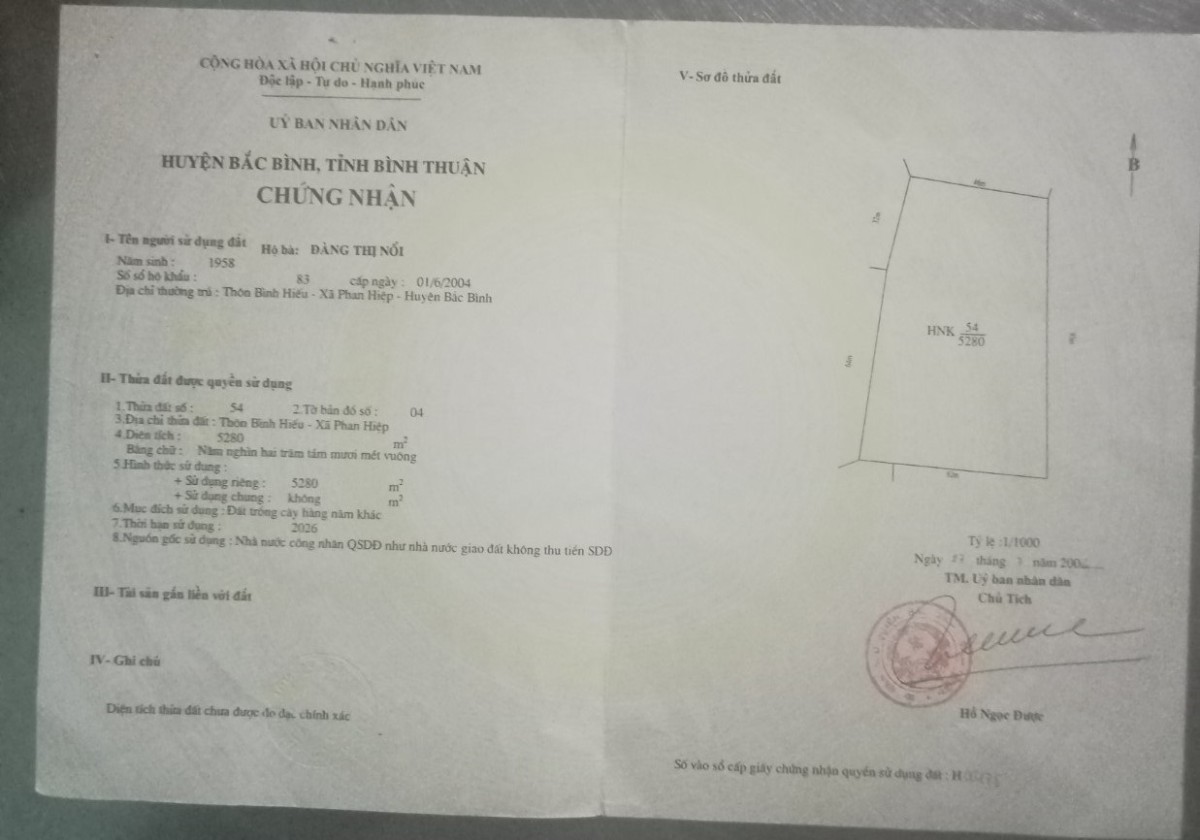 CỘNG HÒA XÃ HỘI CHỦ NGHĨA VIỆT NAM
Độc lập - Tự do - Hạnh phúc
UỶ BAN NHÂN DÂN
HUYỆN BẮC BÌNH, TỈNH BÌNH THUẬN
CHỨNG NHẬN
I- Tên người sử dụng đất Hộ bà: ĐÀNG THỊ NỔI
Năm sinh : 1958
Số sổ hộ khẩu : 83 cấp ngày : 01/6/2004
Địa chỉ thường trú : Thôn Bình Hiếu - Xã Phan Hiệp - Huyện Bắc Bình
II- Thửa đất được quyền sử dụng
1.Thửa đất số : 54 2.Tờ bản đồ số : 04
3.Địa chỉ thửa đất : Thôn Bình Hiếu - Xã Phan Hiệp
4.Diện tích : 5280 m²
Bằng chữ : Năm nghìn hai trăm tám mươi mét vuông
5.Hình thức sử dụng :
+ Sử dụng riêng : 5280 m²
+ Sử dụng chung : không m²
6.Mục đích sử dụng : Đất trồng cây hàng năm khác
7.Thời hạn sử dụng : 2026
8.Nguồn gốc sử dụng : Nhà nước công nhận QSDĐ như nhà nước giao đất không thu tiền SDĐ
III- Tài sản gắn liền với đất
IV- Ghi chú
Diện tích thửa đất chưa được đo đạc chính xác
V- Sơ đồ thửa đất
B
HNK 54
5280
Tỷ lệ :1/1000
Ngày tháng năm
TM. Uỷ ban nhân dân
Chủ Tịch
Hồ Ngọc Được
Số vào sổ cấp giấy chứng nhận quyền sử dụng đất : H